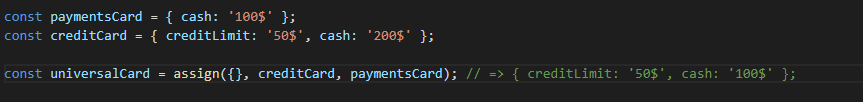 const paymentsCard = { cash: '100$' };
const creditCard = { creditLimit: '50$', cash: '200$' };
const universalCard = assign({}, creditCard, paymentsCard); // => { creditLimit: '50$', cash: '100$' };